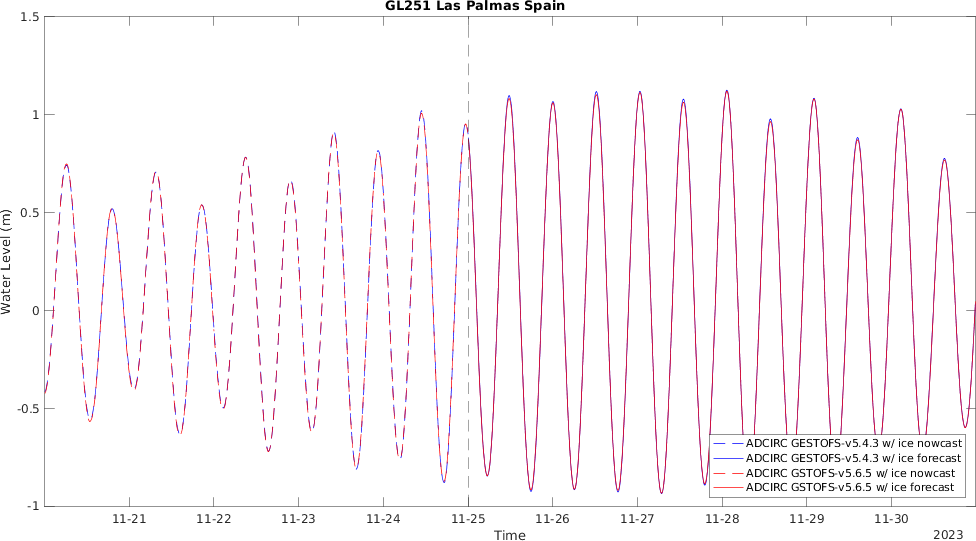 GL251 Las Palmas Spain
1.5
1
0.5
0
-0.5
-1
Water Level (m)
11-21 11-22 11-23 11-24 11-25 11-26 11-27 11-28 11-29 11-30
Time
2023
ADCIRC GESTOFS-v5.4.3 w/ ice nowcast
ADCIRC GESTOFS-v5.4.3 w/ ice forecast
ADCIRC GSTOFS-v5.6.5 w/ ice nowcast
ADCIRC GSTOFS-v5.6.5 w/ ice forecast